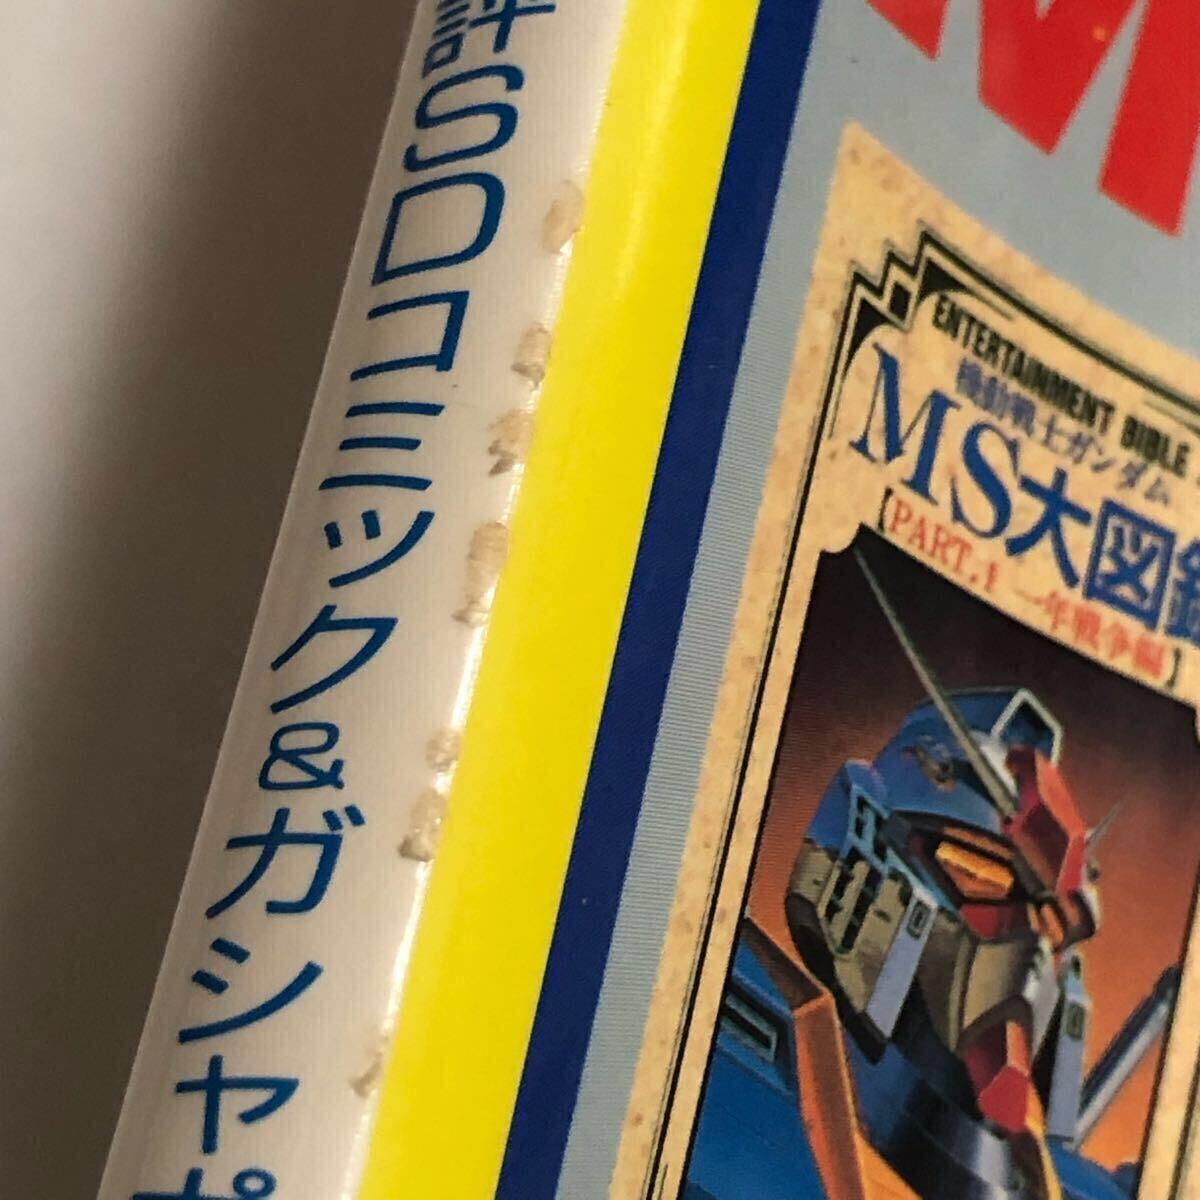 SDコミック&ガシャポ
M
ENTERTAINMENT BIBLE
機動戦士ガンダム
MS大図鑑
【PART.1 一年戦争編】